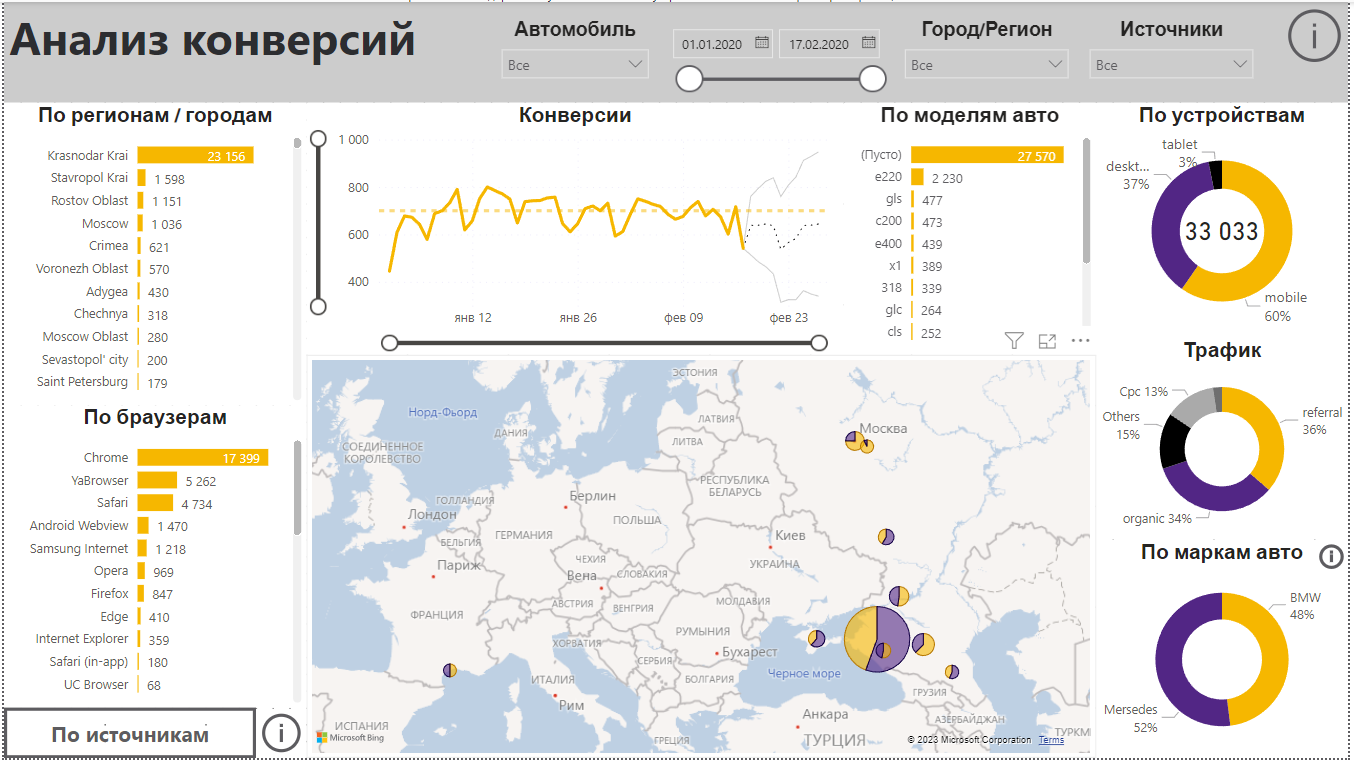 Анализ конверсий
Автомобиль
Все
01.01.2020
17.02.2020
Город/Регион
Все
Источники
Все
По регионам / городам
Krasnodar Krai 23 156
Stavropol Krai 1 598
Rostov Oblast 1 151
Moscow 1 036
Crimea 621
Voronezh Oblast 570
Adygea 430
Chechnya 318
Moscow Oblast 280
Sevastopol' city 200
Saint Petersburg 179
Конверсии
1 000
800
600
400
янв 12
янв 26
фев 09
фев 23
По моделям авто
(Пусто) 27 570
e220 2 230
gls 477
c200 473
e400 439
x1 389
318 339
glc 264
cls 252
По устройствам
tablet
3%
deskt...
37%
33 033
mobile
60%
Трафик
Cpc 13%
Others
15%
referral
36%
organic 34%
По браузерам
Chrome 17 399
YaBrowser 5 262
Safari 4 734
Android Webview 1 470
Samsung Internet 1 218
Opera 969
Firefox 847
Edge 410
Internet Explorer 359
Safari (in-app) 180
UC Browser 68
По источникам
ЭСТОНИЯ
Норд-Фьорд
ЛАТВИЯ
Москва
ДАНИЯ
ЛИТВА
СОЕДИНЕННОЕ
КОРОЛЕВСТВО
РЕСПУБЛИКА
БЕЛАРУСЬ
ГОЛЛАНДИЯ
Берлин
Лондон
ПОЛЬША
ГЕРМАНИЯ
БЕЛЬГИЯ
Киев
Париж
ЧЕХИЯ
УКРАИНА
Вена
СЛОВАКИЯ
АВСТРИЯ
ВЕНГРИЯ
МОЛДАВИЯ
ФРАНЦИЯ
РУМЫНИЯ
ХОРВАТИЯ
Бухарест
СЕРБИЯ
Черное море
ИТАЛИЯ
БОЛГАРИЯ
Рим
ГРУЗИЯ
Анкара
АЗЕРБАЙДЖАН
ИСПАНИЯ
ТУРЦИЯ
ТУРКМ
ГРЕЦИЯ
Microsoft Bing
© 2023 Microsoft Corporation Terms
По маркам авто
BMW
48%
Mersedes
52%